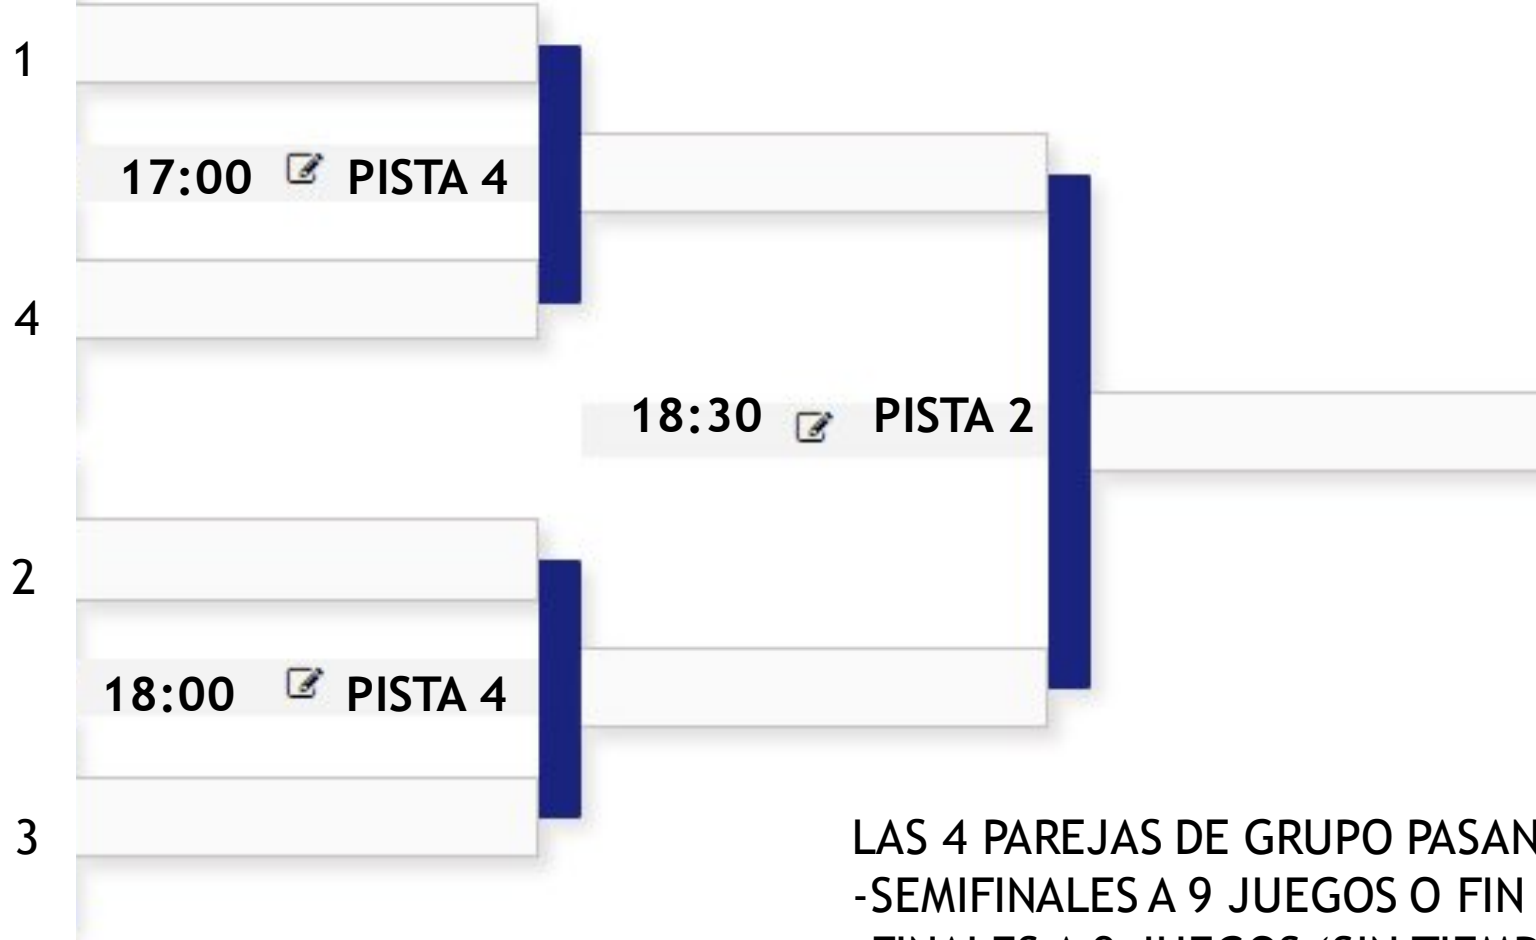 1
17:00 PISTA 4
4
18:30 PISTA 2
2
18:00 PISTA 4
3
LAS 4 PAREJAS DE GRUPO PASAN
-SEMIFINALES A 9 JUEGOS O FIN